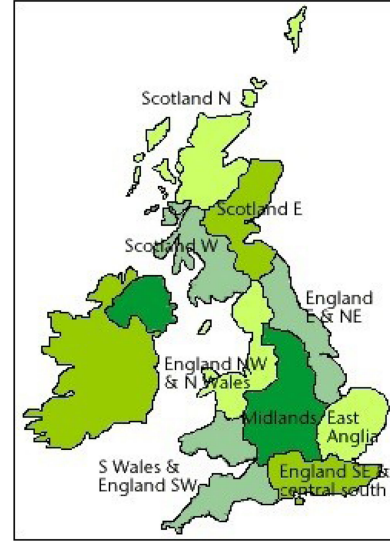 Scotland N
Scotland E
Scotland W
England
E & NE
England NW
& N Wales
Midlands
East
Anglia
S Wales &
England SW
England SE &
central south